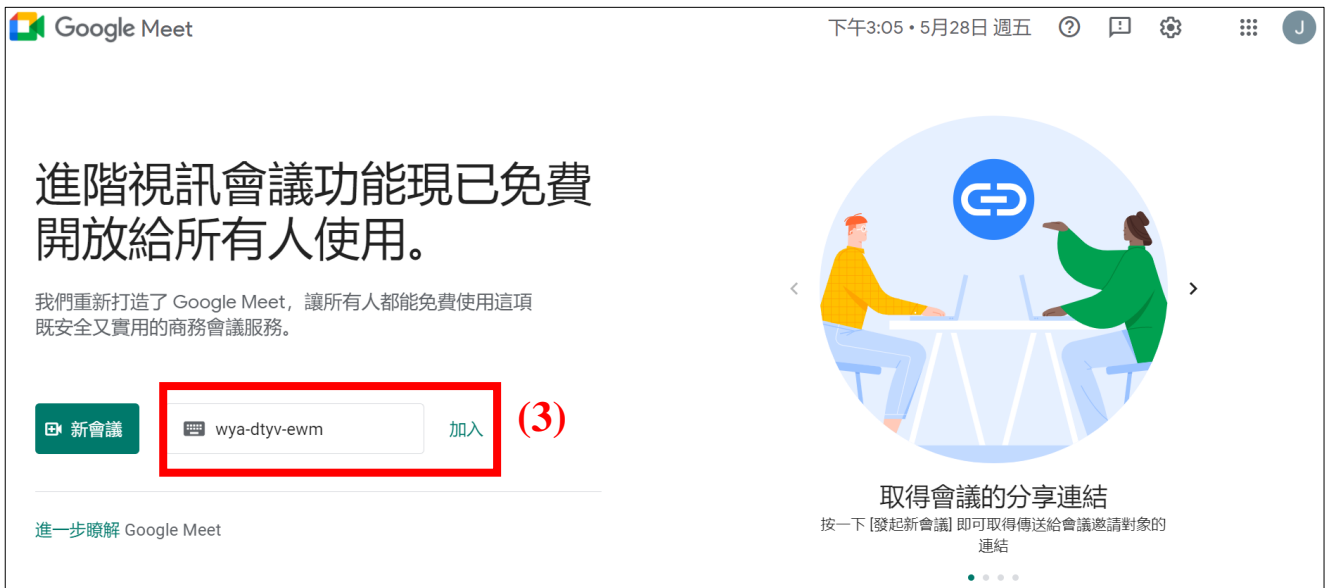 Google Meet
下午3:05 • 5月28日 週五
J
進階視訊會議功能現已免費
開放給所有人使用。
我們重新打造了 Google Meet，讓所有人都能免費使用這項
既安全又實用的商務會議服務。
新會議
wya-dtyv-ewm
加入
(3)
進一步瞭解 Google Meet
取得會議的分享連結
按一下 [發起新會議] 即可取得傳送給會議邀請對象的
連結